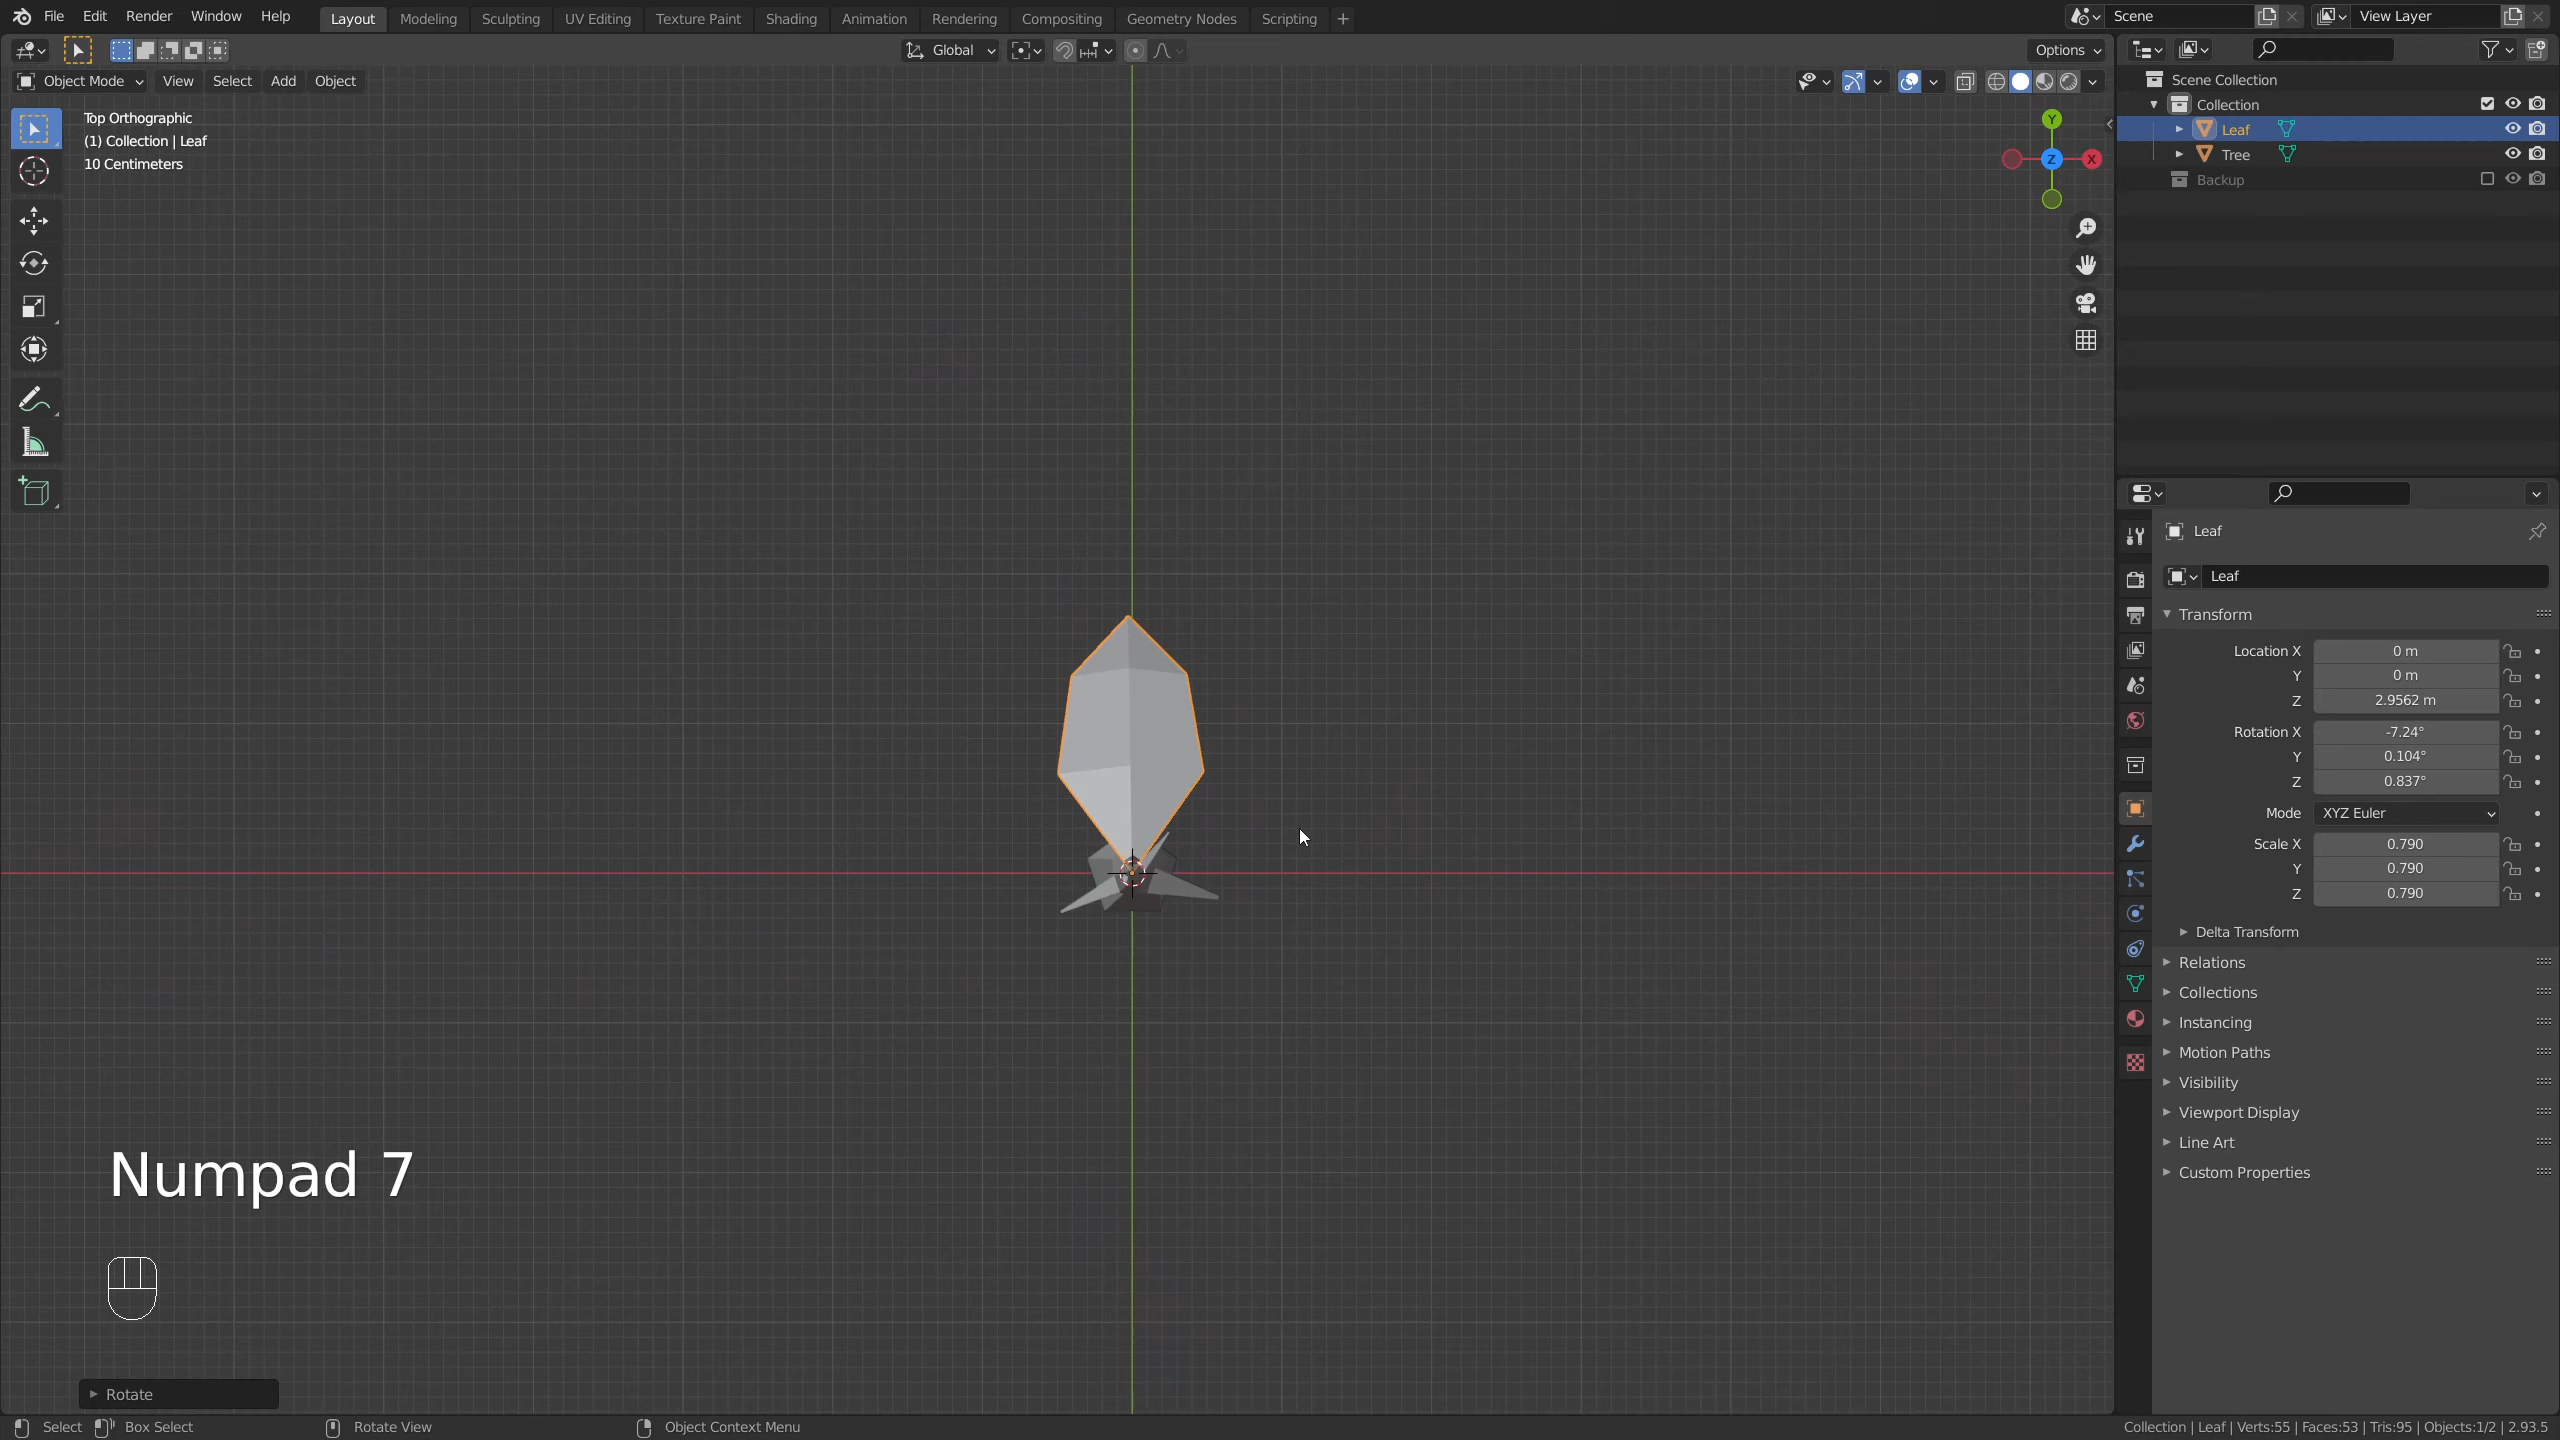 File Edit Render Window Help Layout Modeling Sculpting UV Editing Texture Paint Shading Animation Rendering Compositing Geometry Nodes Scripting + Scene View Layer
Global Options
Object Mode View Select Add Object
Top Orthographic
(1) Collection | Leaf
10 Centimeters
Y
Z X
Scene Collection
Collection
Leaf
Tree
Backup
Leaf
Leaf
Transform
Location X 0 m
Y 0 m
Z 2.9562 m
Rotation X -7.24°
Y 0.104°
Z 0.837°
Mode XYZ Euler
Scale X 0.790
Y 0.790
Z 0.790
Delta Transform
Relations
Collections
Instancing
Motion Paths
Visibility
Viewport Display
Line Art
Custom Properties
Numpad 7
Rotate
Select Box Select Rotate View Object Context Menu Collection | Leaf | Verts:55 | Faces:53 | Tris:95 | Objects:1/2 | 2.93.5